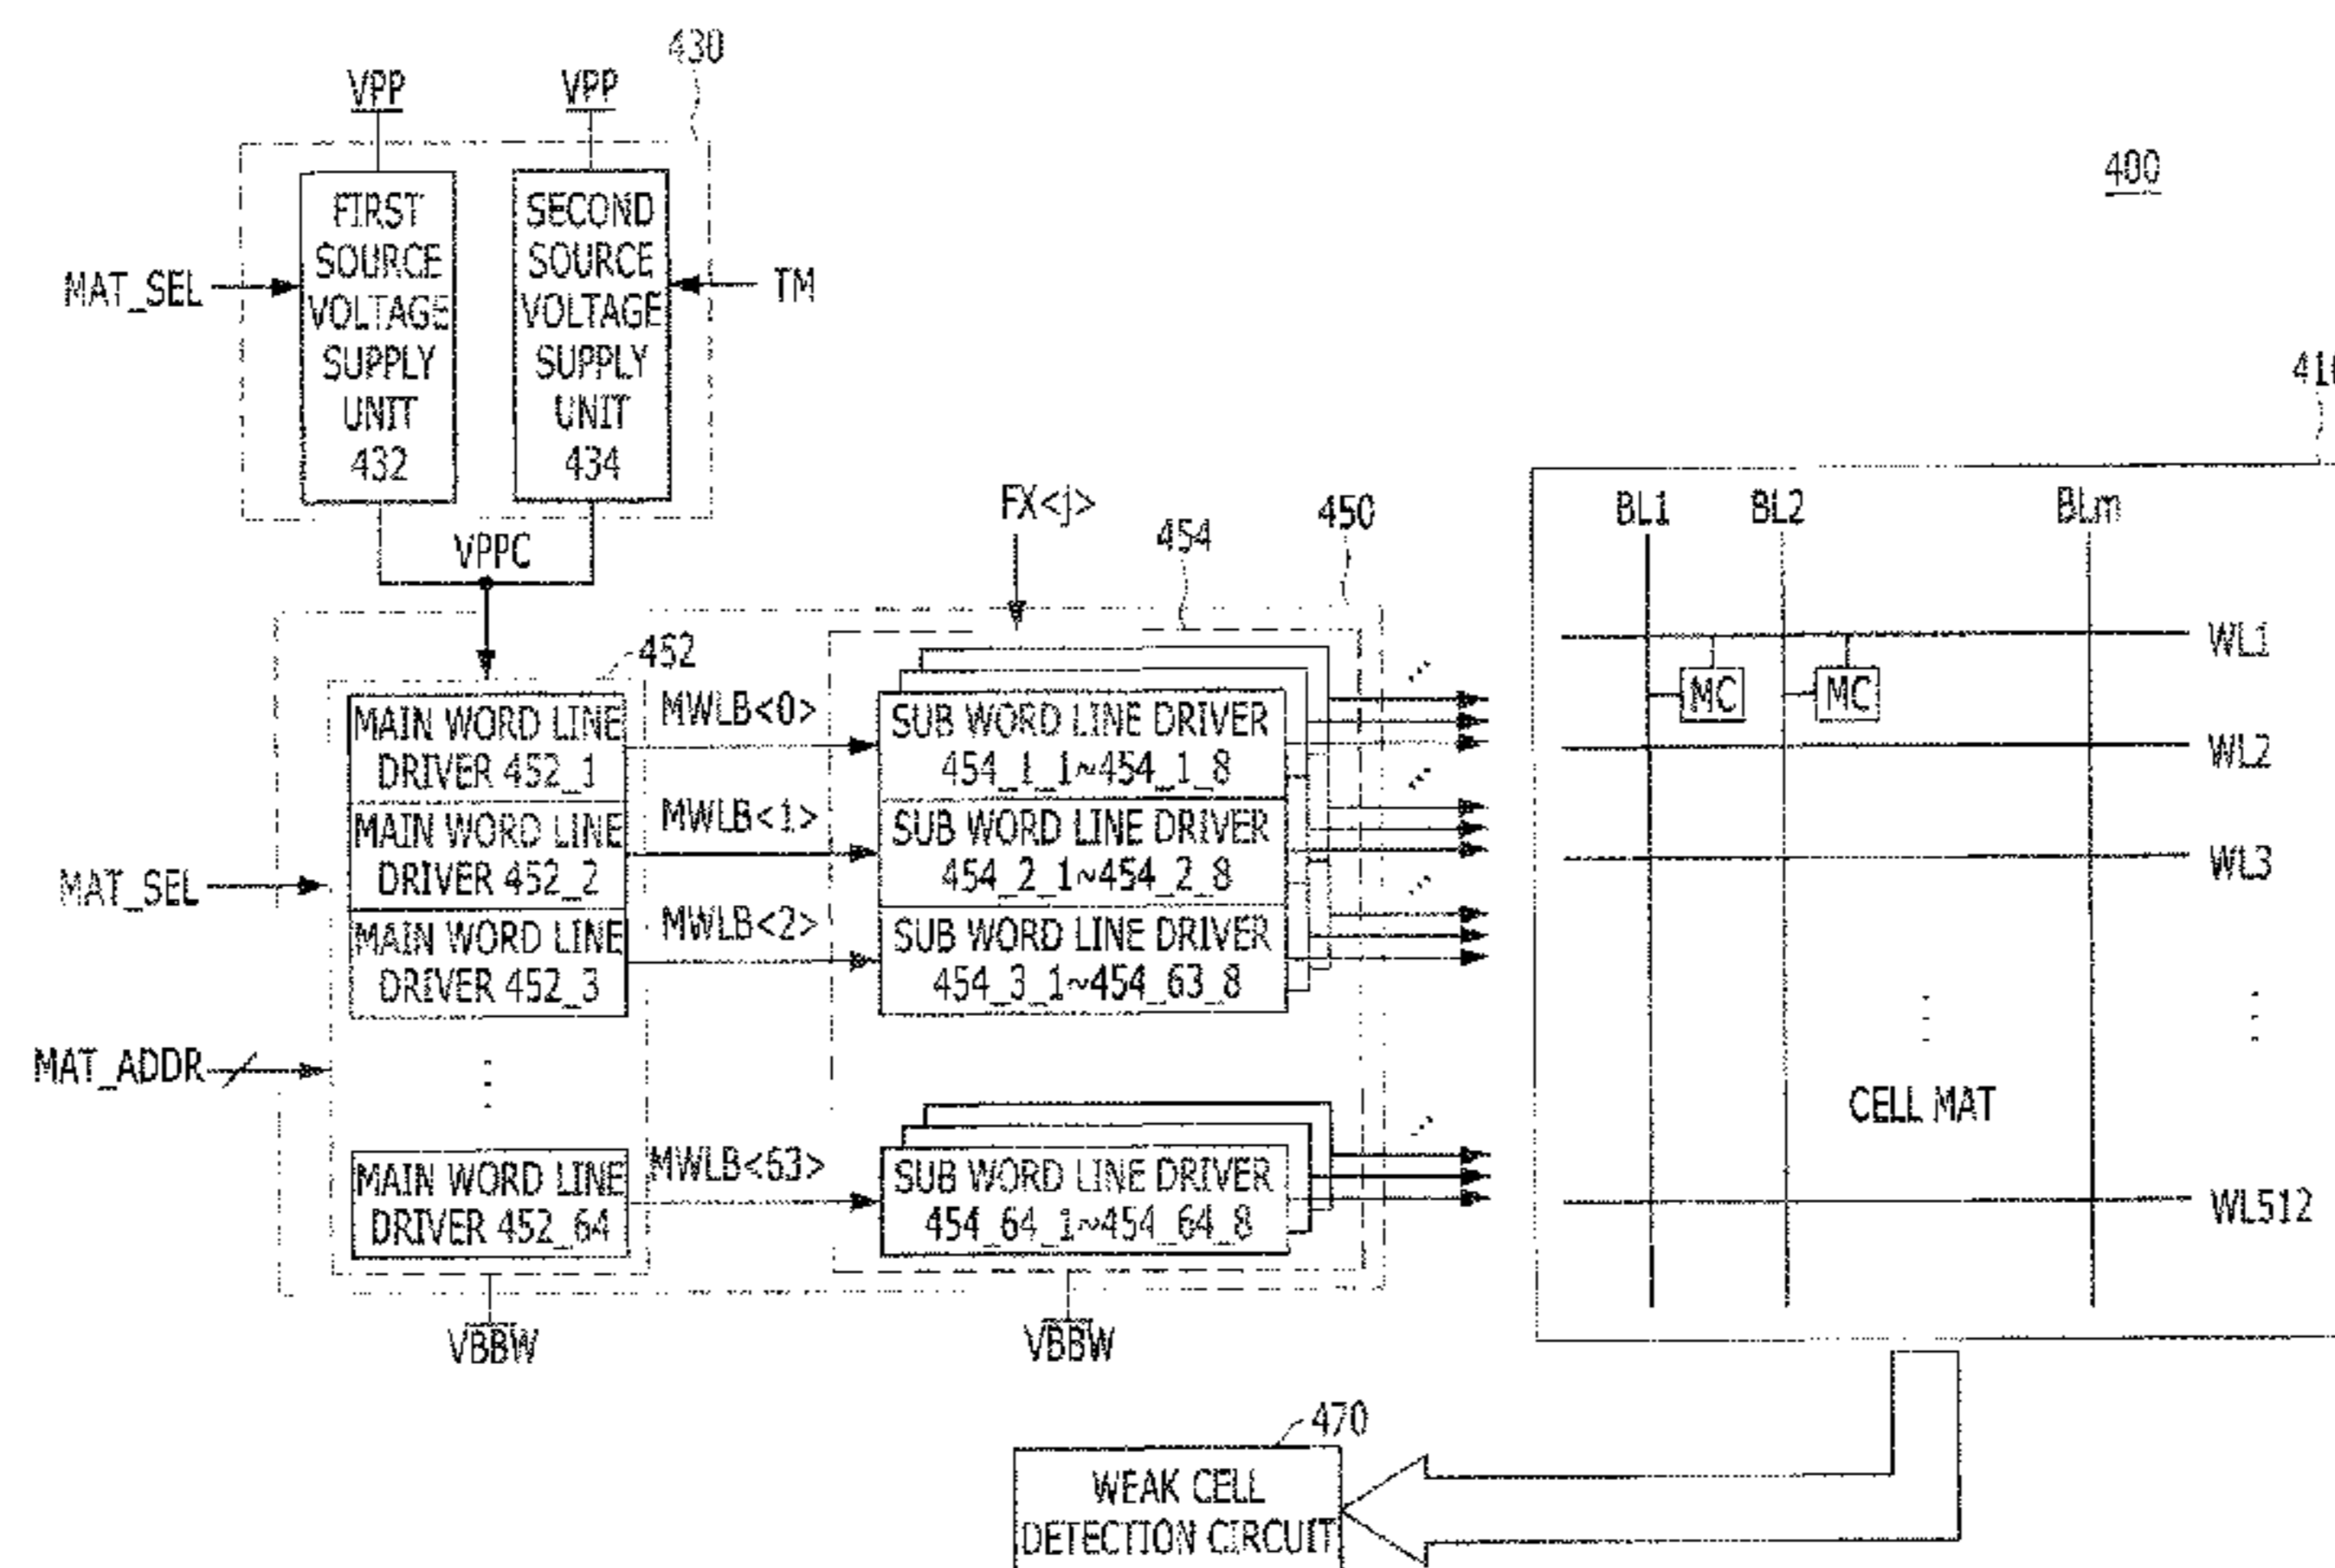 430
VPP VPP
400
FIRST
SOURCE
VOLTAGE
SUPPLY
UNIT
432
SECOND
SOURCE
VOLTAGE
SUPPLY
UNIT
434
MAT_SEL
TM
VPPC
FX<j>
450
454
452
MAIN WORD LINE
DRIVER 452_1
MAIN WORD LINE
DRIVER 452_2
MAIN WORD LINE
DRIVER 452_3
MAIN WORD LINE
DRIVER 452_64
MAT_SEL
MAT_ADDR
MWLB<0>
MWLB<1>
MWLB<2>
MWLB<63>
SUB WORD LINE DRIVER
454_1_1~454_1_8
SUB WORD LINE DRIVER
454_2_1~454_2_8
SUB WORD LINE DRIVER
454_3_1~454_63_8
SUB WORD LINE DRIVER
454_64_1~454_64_8
VBBW VBBW
BL1 BL2 BLm
WL1
MC MC
WL2
WL3
CELL MAT
WL512
470
WEAK CELL
DETECTION CIRCUIT